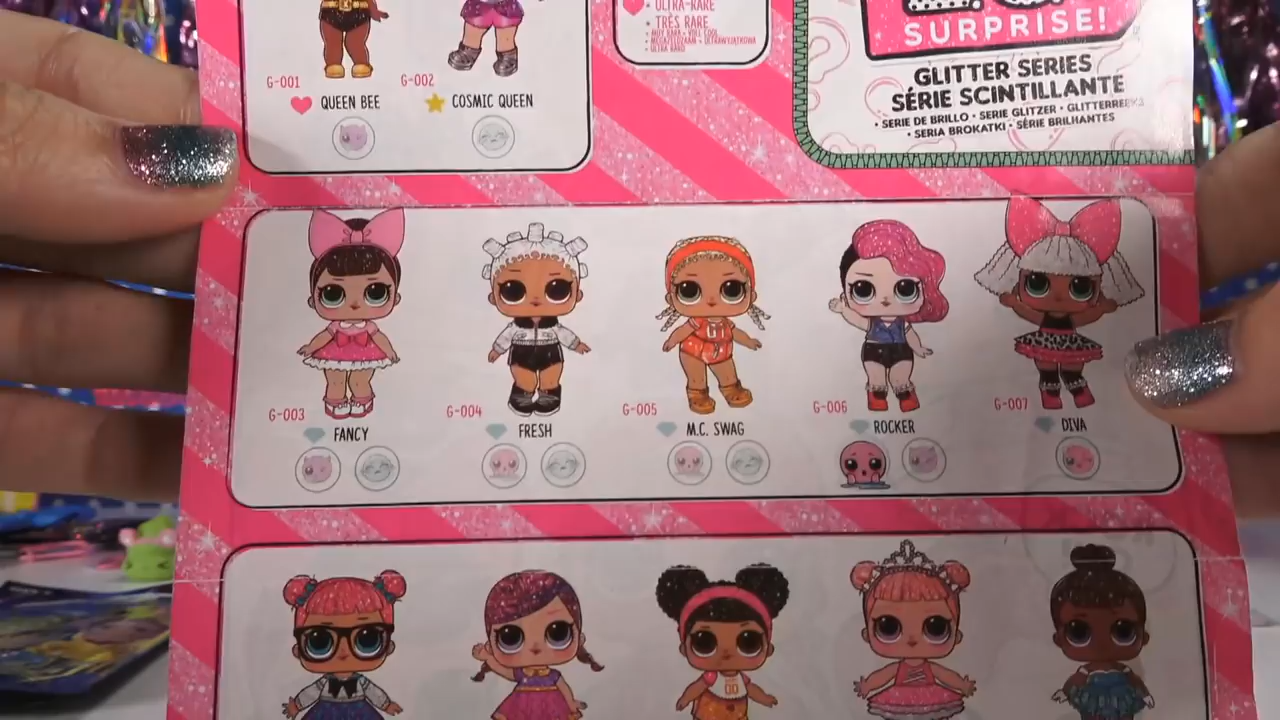 • ULTRA-RARE
• TRÈS RARE
SURPRISE!
GLITTER SERIES
SÉRIE SCINTILLANTE
• SERIE DE BRILLO · SERIE GLITZER · GLITTERREEKS
• SERIA BROKATKI · SÉRIE BRILHANTES
G-001
QUEEN BEE
G-002
COSMIC QUEEN
G-003
FANCY
G-004
FRESH
G-005
M.C. SWAG
G-006
ROCKER
G-007
DIVA